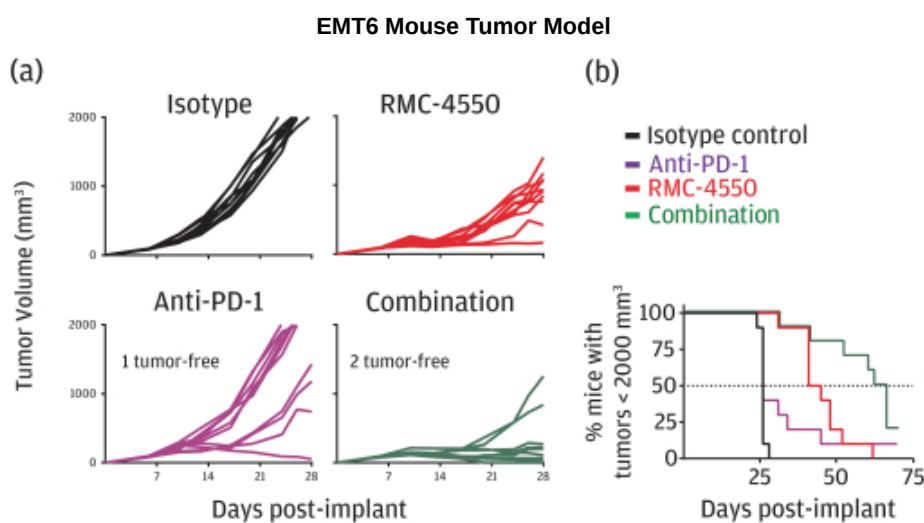 EMT6 Mouse Tumor Model
(a)
Isotype
RMC-4550
Tumor Volume (mm³)
2000
1000
0
Anti-PD-1
Combination
1 tumor-free
2 tumor-free
2000
1000
0
7 14 21 28
7 14 21 28
Days post-implant
(b)
Isotype control
Anti-PD-1
RMC-4550
Combination
% mice with
tumors < 2000 mm³
100
75
50
25
0
25 50 75
Days post-implant